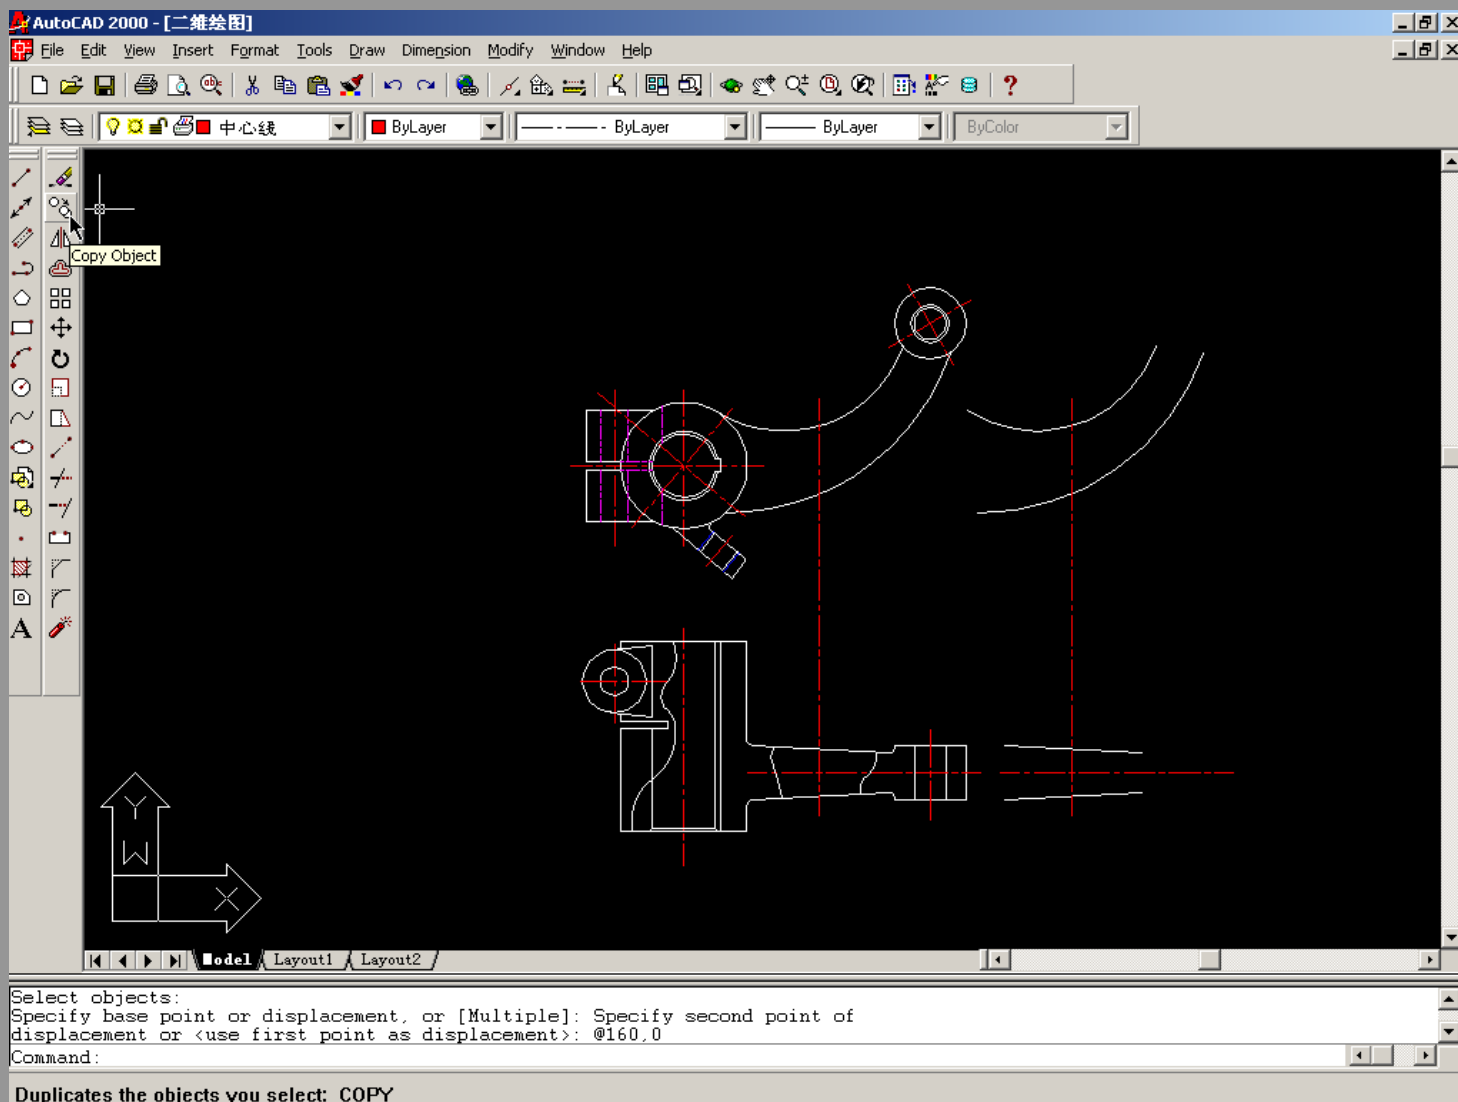 AutoCAD 2000 - [二維绘图]
File Edit View Insert Format Tools Draw Dimension Modify Window Help
中心线 ByLayer ByLayer ByLayer ByColor
Copy Object
A
Y
W
X
Model Layout1 Layout2
Select objects:
Specify base point or displacement, or [Multiple]: Specify second point of
displacement or <use first point as displacement>: @160,0
Command:
Duplicates the objects you select: COPY